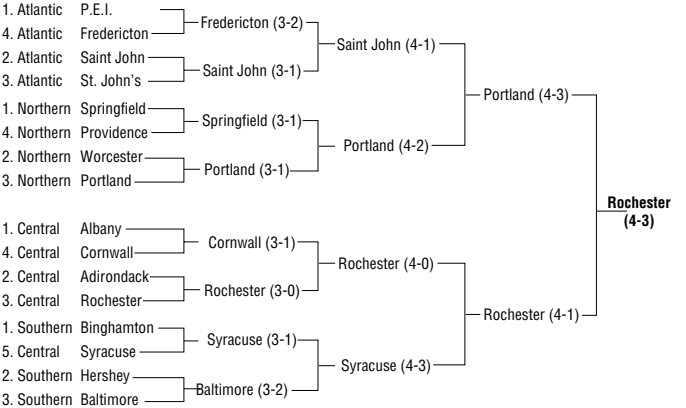 1. Atlantic P.E.I.
4. Atlantic Fredericton
2. Atlantic Saint John
3. Atlantic St. John's
1. Northern Springfield
4. Northern Providence
2. Northern Worcester
3. Northern Portland
1. Central Albany
4. Central Cornwall
2. Central Adirondack
3. Central Rochester
1. Southern Binghamton
5. Central Syracuse
2. Southern Hershey
3. Southern Baltimore
Fredericton (3-2)
Saint John (3-1)
Springfield (3-1)
Portland (3-1)
Cornwall (3-1)
Rochester (3-0)
Syracuse (3-1)
Baltimore (3-2)
Saint John (4-1)
Portland (4-2)
Rochester (4-0)
Syracuse (4-3)
Portland (4-3)
Rochester (4-1)
Rochester
(4-3)